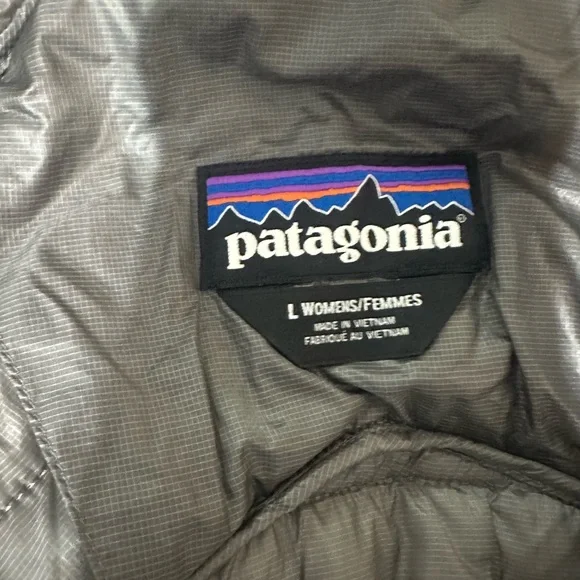 patagonia®
L WOMENS/FEMMES
MADE IN VIETNAM
FABRIQUÉ AU VIETNAM